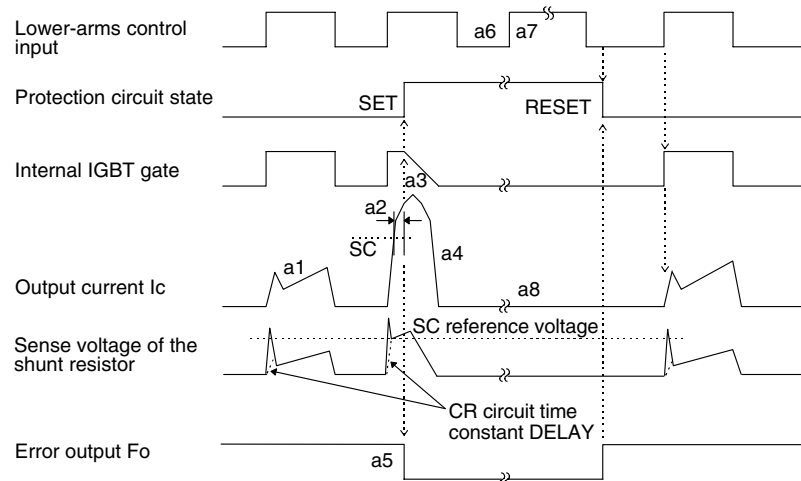 Lower-arms control
input
a6
a7
Protection circuit state
SET
RESET
Internal IGBT gate
a3
a2
SC
a4
a1
a8
Output current Ic
SC reference voltage
Sense voltage of the
shunt resistor
CR circuit time
constant DELAY
Error output Fo
a5